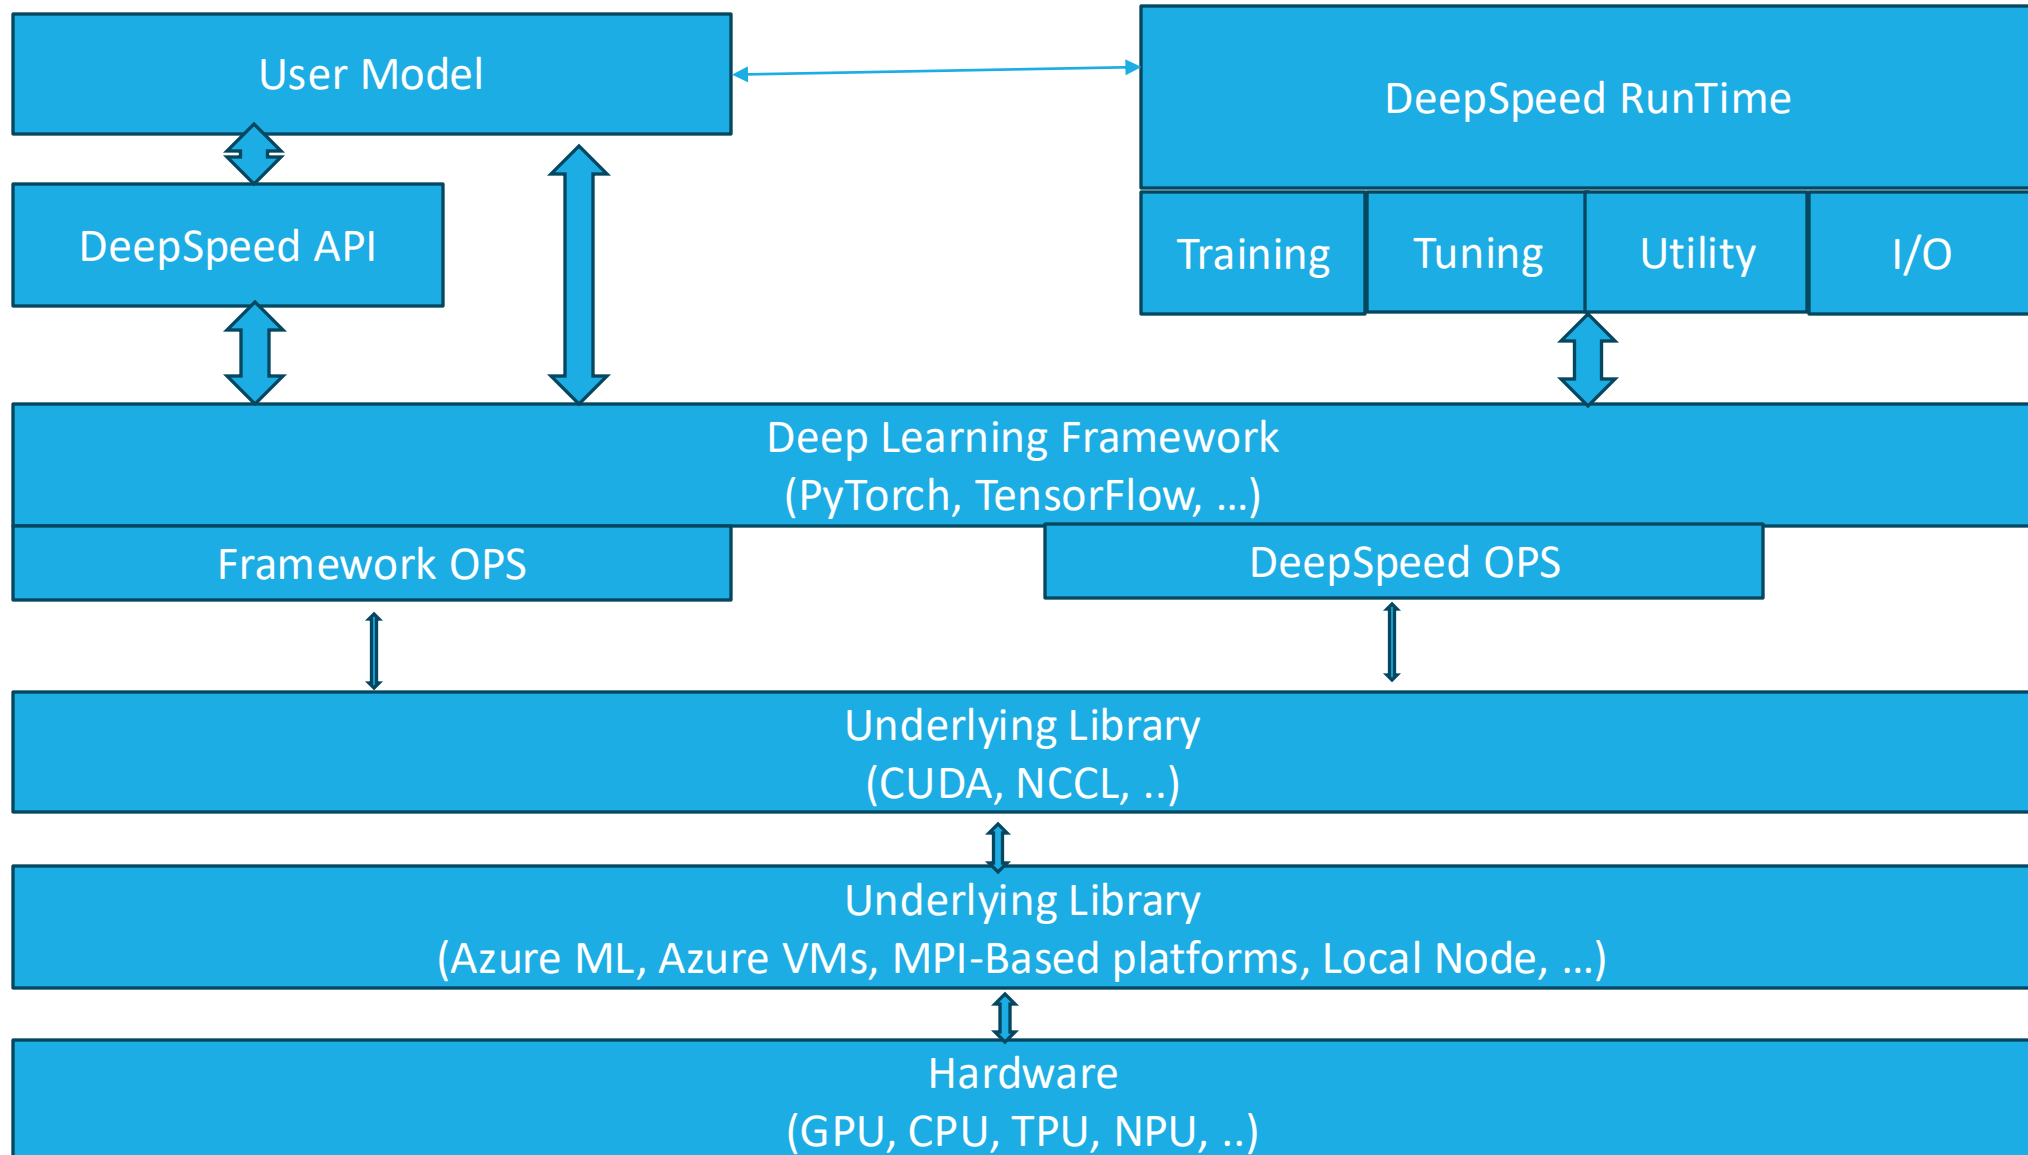 User Model
DeepSpeed RunTime
DeepSpeed API
Training
Tuning
Utility
I/O
Deep Learning Framework
(PyTorch, TensorFlow, ...)
Framework OPS
DeepSpeed OPS
Underlying Library
(CUDA, NCCL, ..)
Underlying Library
(Azure ML, Azure VMs, MPI-Based platforms, Local Node, ...)
Hardware
(GPU, CPU, TPU, NPU, ..)